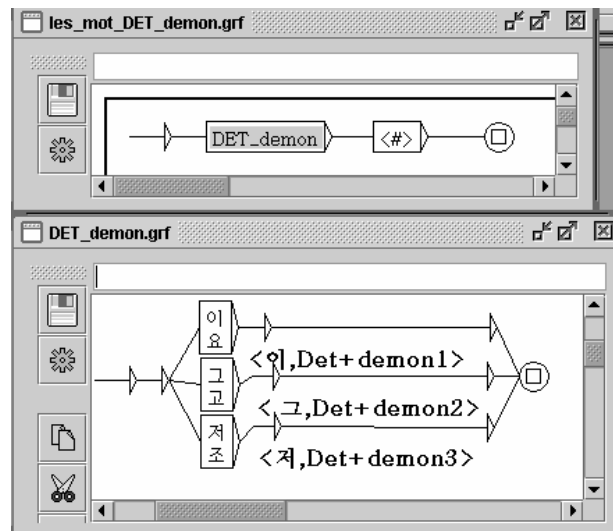 les_mot_DET_demon.grf
DET_demon
<#>
DET_demon.grf
이
요
<이,Det+demon1>
그
고
<그,Det+demon2>
저
조
<저,Det+demon3>